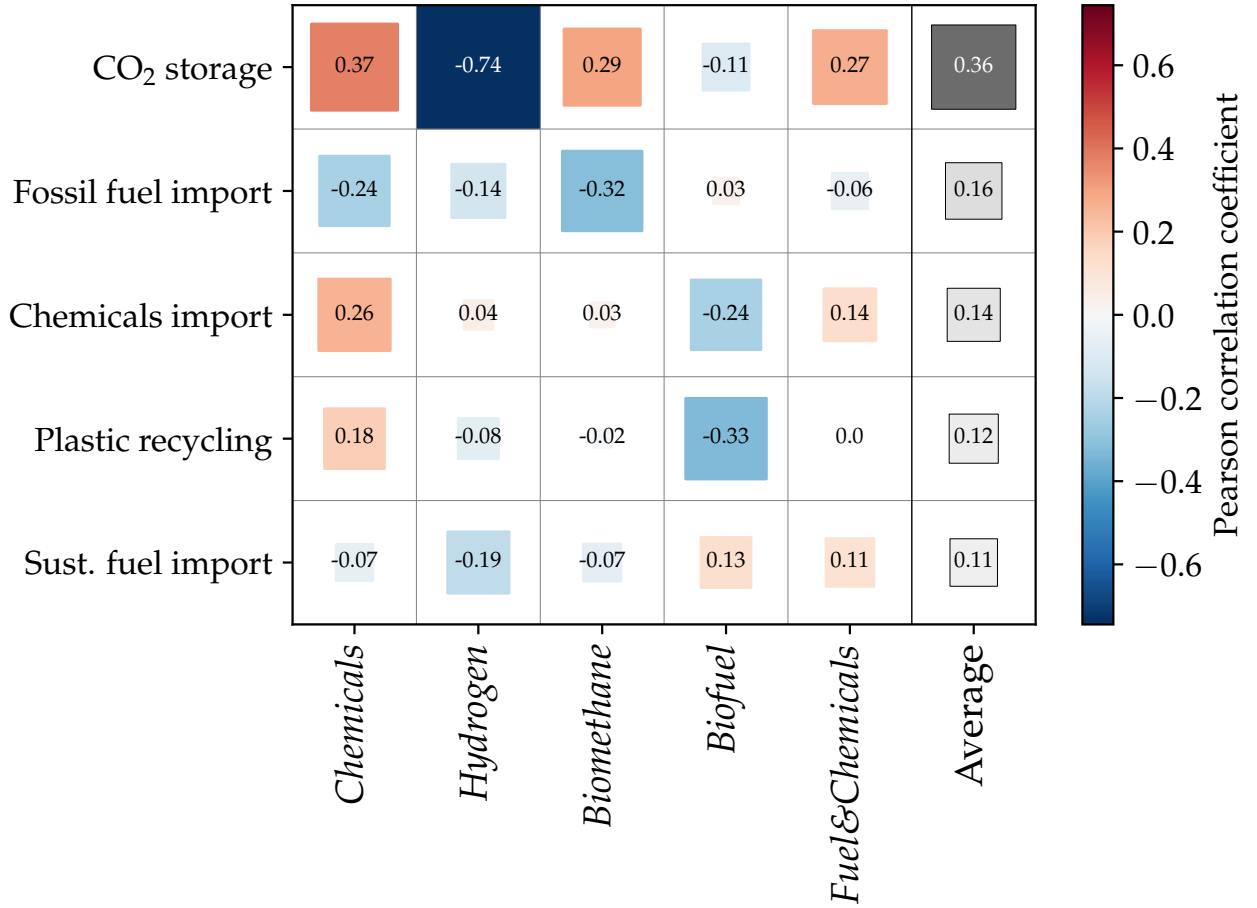 CO₂ storage 0.37 -0.74 0.29 -0.11 0.27 0.36
Fossil fuel import -0.24 -0.14 -0.32 0.03 -0.06 0.16
Chemicals import 0.26 0.04 0.03 -0.24 0.14 0.14
Plastic recycling 0.18 -0.08 -0.02 -0.33 0.0 0.12
Sust. fuel import -0.07 -0.19 -0.07 0.13 0.11 0.11
Chemicals
Hydrogen
Biomethane
Biofuel
Fuel&Chemicals
Average
0.6
0.4
0.2
0.0
−0.2
−0.4
−0.6
Pearson correlation coefficient